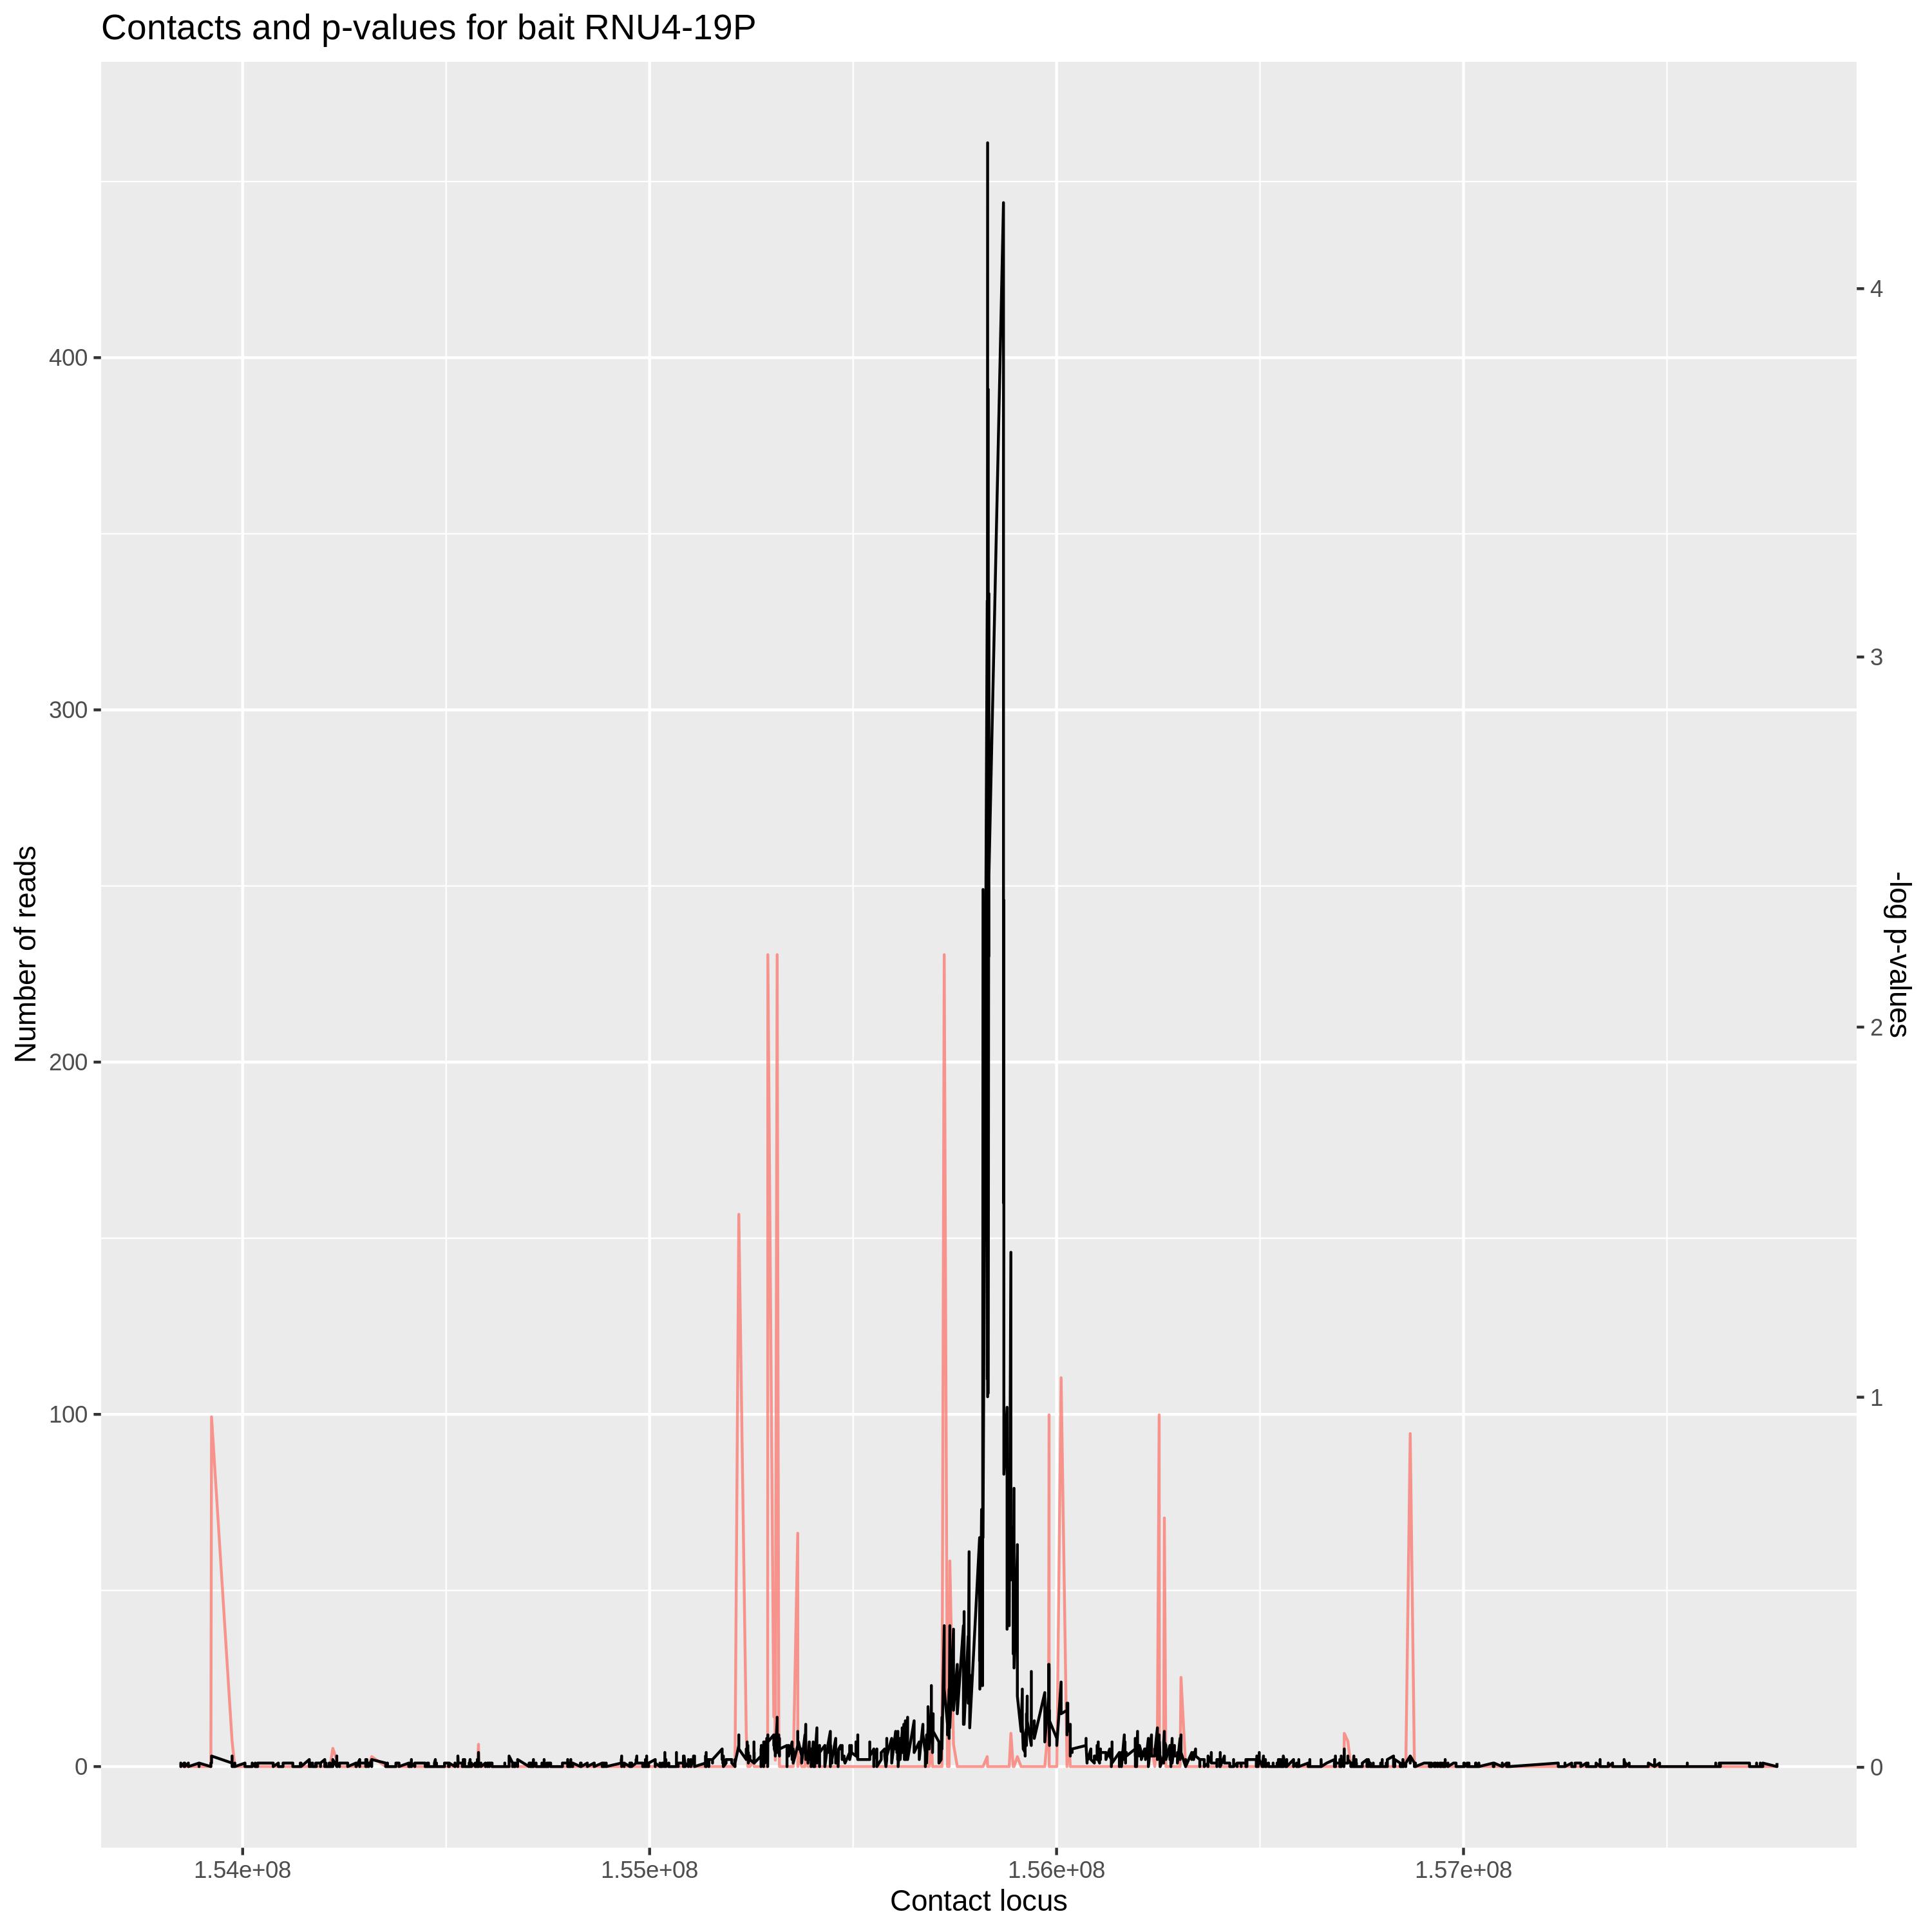 Contacts and p-values for bait RNU4-19P
Number of reads
400
300
200
100
0
4
3
2
1
0
-log p-values
1.54e+08
1.55e+08
1.56e+08
1.57e+08
Contact locus